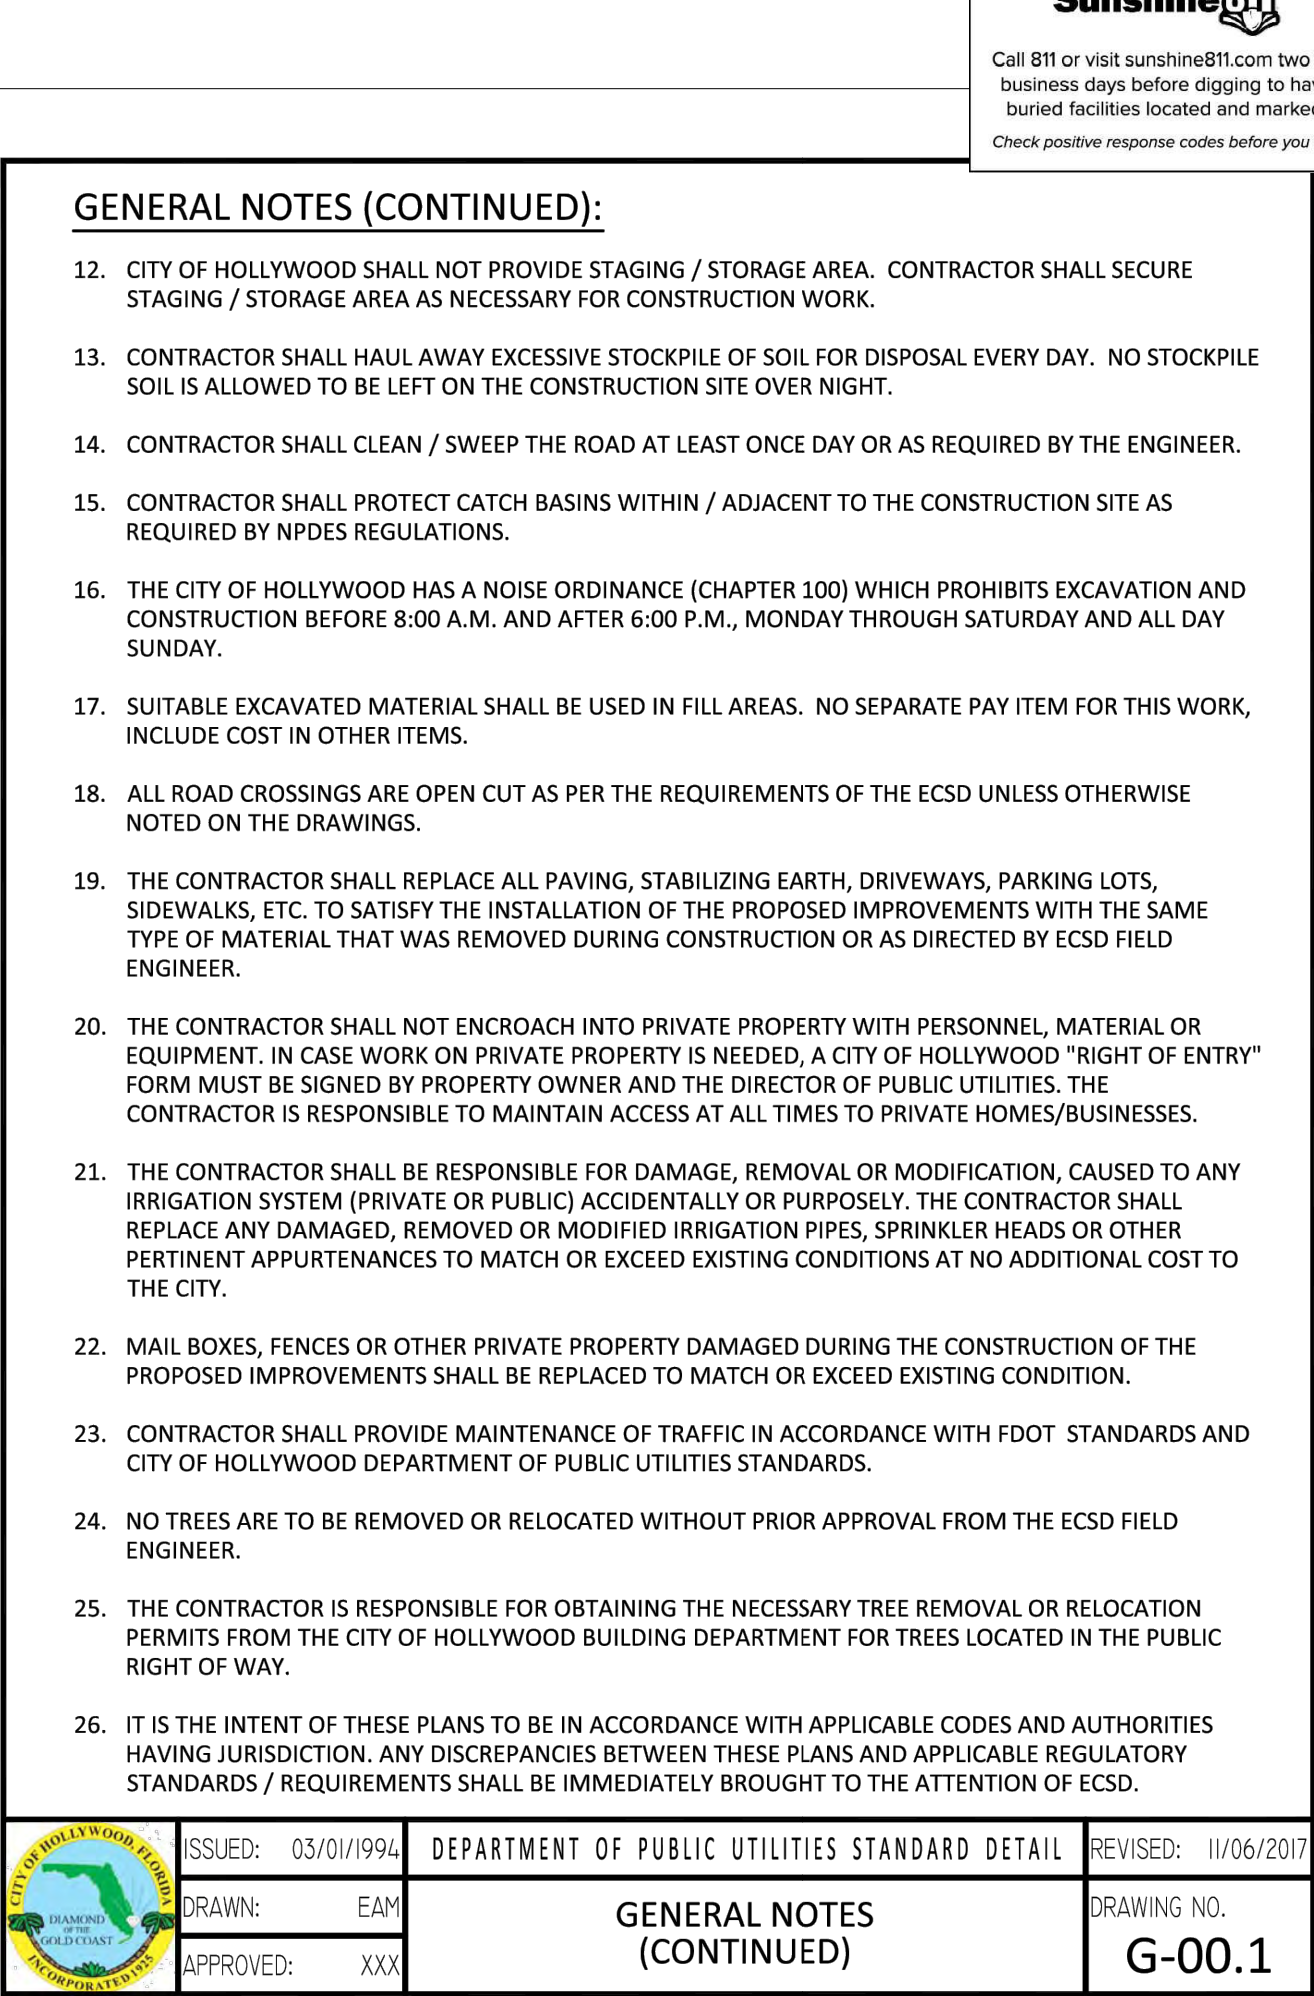 Sunshine811
Call 811 or visit sunshine811.com two
business days before digging to hav
buried facilities located and marked
Check positive response codes before you
GENERAL NOTES (CONTINUED):
12. CITY OF HOLLYWOOD SHALL NOT PROVIDE STAGING / STORAGE AREA. CONTRACTOR SHALL SECURE
STAGING / STORAGE AREA AS NECESSARY FOR CONSTRUCTION WORK.
13. CONTRACTOR SHALL HAUL AWAY EXCESSIVE STOCKPILE OF SOIL FOR DISPOSAL EVERY DAY. NO STOCKPILE
SOIL IS ALLOWED TO BE LEFT ON THE CONSTRUCTION SITE OVER NIGHT.
14. CONTRACTOR SHALL CLEAN / SWEEP THE ROAD AT LEAST ONCE DAY OR AS REQUIRED BY THE ENGINEER.
15. CONTRACTOR SHALL PROTECT CATCH BASINS WITHIN / ADJACENT TO THE CONSTRUCTION SITE AS
REQUIRED BY NPDES REGULATIONS.
16. THE CITY OF HOLLYWOOD HAS A NOISE ORDINANCE (CHAPTER 100) WHICH PROHIBITS EXCAVATION AND
CONSTRUCTION BEFORE 8:00 A.M. AND AFTER 6:00 P.M., MONDAY THROUGH SATURDAY AND ALL DAY
SUNDAY.
17. SUITABLE EXCAVATED MATERIAL SHALL BE USED IN FILL AREAS. NO SEPARATE PAY ITEM FOR THIS WORK,
INCLUDE COST IN OTHER ITEMS.
18. ALL ROAD CROSSINGS ARE OPEN CUT AS PER THE REQUIREMENTS OF THE ECSD UNLESS OTHERWISE
NOTED ON THE DRAWINGS.
19. THE CONTRACTOR SHALL REPLACE ALL PAVING, STABILIZING EARTH, DRIVEWAYS, PARKING LOTS,
SIDEWALKS, ETC. TO SATISFY THE INSTALLATION OF THE PROPOSED IMPROVEMENTS WITH THE SAME
TYPE OF MATERIAL THAT WAS REMOVED DURING CONSTRUCTION OR AS DIRECTED BY ECSD FIELD
ENGINEER.
20. THE CONTRACTOR SHALL NOT ENCROACH INTO PRIVATE PROPERTY WITH PERSONNEL, MATERIAL OR
EQUIPMENT. IN CASE WORK ON PRIVATE PROPERTY IS NEEDED, A CITY OF HOLLYWOOD "RIGHT OF ENTRY"
FORM MUST BE SIGNED BY PROPERTY OWNER AND THE DIRECTOR OF PUBLIC UTILITIES. THE
CONTRACTOR IS RESPONSIBLE TO MAINTAIN ACCESS AT ALL TIMES TO PRIVATE HOMES/BUSINESSES.
21. THE CONTRACTOR SHALL BE RESPONSIBLE FOR DAMAGE, REMOVAL OR MODIFICATION, CAUSED TO ANY
IRRIGATION SYSTEM (PRIVATE OR PUBLIC) ACCIDENTALLY OR PURPOSELY. THE CONTRACTOR SHALL
REPLACE ANY DAMAGED, REMOVED OR MODIFIED IRRIGATION PIPES, SPRINKLER HEADS OR OTHER
PERTINENT APPURTENANCES TO MATCH OR EXCEED EXISTING CONDITIONS AT NO ADDITIONAL COST TO
THE CITY.
22. MAIL BOXES, FENCES OR OTHER PRIVATE PROPERTY DAMAGED DURING THE CONSTRUCTION OF THE
PROPOSED IMPROVEMENTS SHALL BE REPLACED TO MATCH OR EXCEED EXISTING CONDITION.
23. CONTRACTOR SHALL PROVIDE MAINTENANCE OF TRAFFIC IN ACCORDANCE WITH FDOT STANDARDS AND
CITY OF HOLLYWOOD DEPARTMENT OF PUBLIC UTILITIES STANDARDS.
24. NO TREES ARE TO BE REMOVED OR RELOCATED WITHOUT PRIOR APPROVAL FROM THE ECSD FIELD
ENGINEER.
25. THE CONTRACTOR IS RESPONSIBLE FOR OBTAINING THE NECESSARY TREE REMOVAL OR RELOCATION
PERMITS FROM THE CITY OF HOLLYWOOD BUILDING DEPARTMENT FOR TREES LOCATED IN THE PUBLIC
RIGHT OF WAY.
26. IT IS THE INTENT OF THESE PLANS TO BE IN ACCORDANCE WITH APPLICABLE CODES AND AUTHORITIES
HAVING JURISDICTION. ANY DISCREPANCIES BETWEEN THESE PLANS AND APPLICABLE REGULATORY
STANDARDS / REQUIREMENTS SHALL BE IMMEDIATELY BROUGHT TO THE ATTENTION OF ECSD.
CITY OF HOLLYWOOD, FLORIDA
DIAMOND
OF THE
GOLD COAST
INCORPORATED 1925
ISSUED: 03/01/1994
DRAWN: EAM
APPROVED: XXX
DEPARTMENT OF PUBLIC UTILITIES STANDARD DETAIL
GENERAL NOTES
(CONTINUED)
REVISED: 11/06/2017
DRAWING NO.
G-00.1